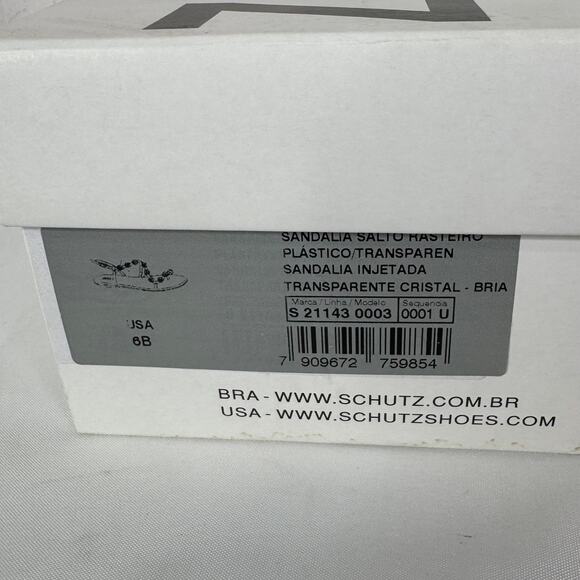 SANDALIA SALTO RASTEIRO
PLÁSTICO/TRANSPAREN
SANDALIA INJETADA
TRANSPARENTE CRISTAL - BRIA
Marca / Linha / Modelo Sequencia
S 21143 0003 0001 U
USA
6B
7 909672 759854
BRA - WWW.SCHUTZ.COM.BR
USA - WWW.SCHUTZSHOES.COM